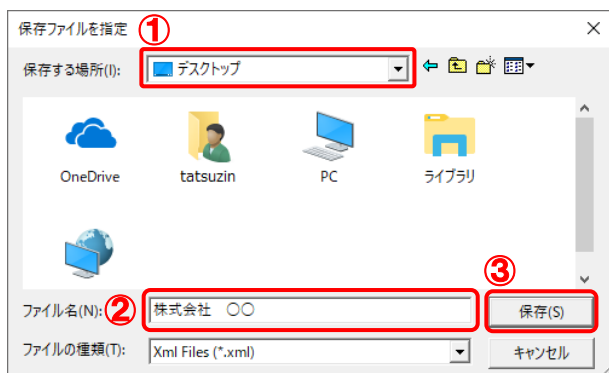 保存ファイルを指定 ①
保存する場所(I): デスクトップ
OneDrive tatsuzin PC ライブラリ
③
ファイル名(N): ② 株式会社　〇〇 保存(S)
ファイルの種類(T): Xml Files (*.xml) キャンセル